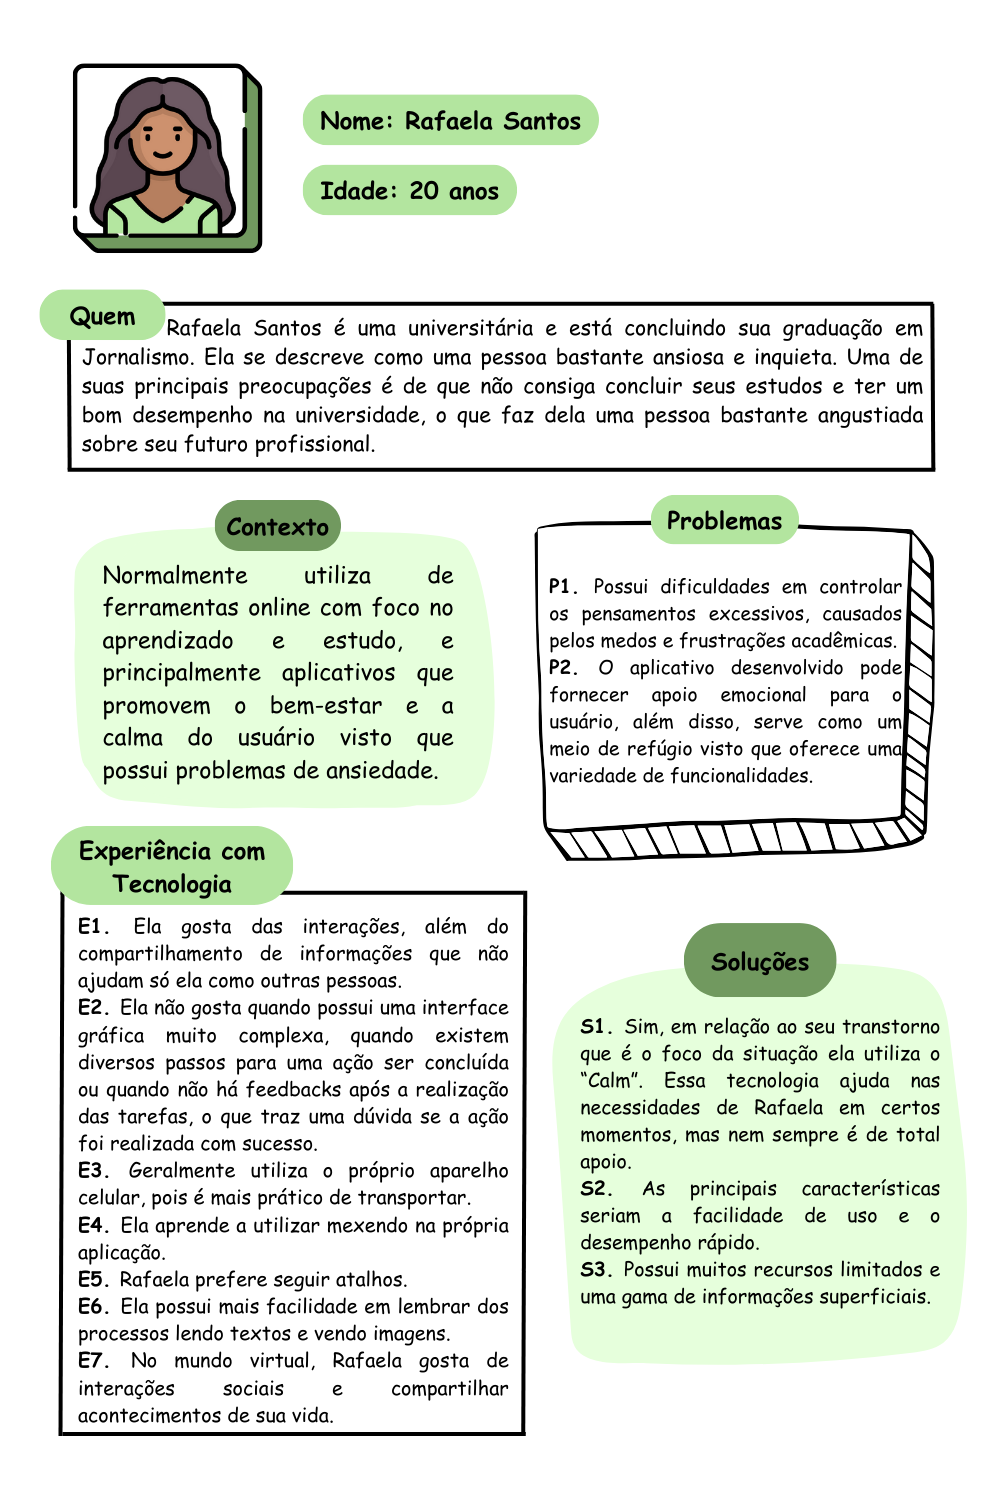 Nome: Rafaela Santos
Idade: 20 anos
Quem
Rafaela Santos é uma universitária e está concluindo sua graduação em
Jornalismo. Ela se descreve como uma pessoa bastante ansiosa e inquieta. Uma de
suas principais preocupações é de que não consiga concluir seus estudos e ter um
bom desempenho na universidade, o que faz dela uma pessoa bastante angustiada
sobre seu futuro profissional.
Contexto
Normalmente utiliza de
ferramentas online com foco no
aprendizado e estudo, e
principalmente aplicativos que
promovem o bem-estar e a
calma do usuário visto que
possui problemas de ansiedade.
Problemas
P1. Possui dificuldades em controlar
os pensamentos excessivos, causados
pelos medos e frustrações acadêmicas.
P2. O aplicativo desenvolvido pode
fornecer apoio emocional para o
usuário, além disso, serve como um
meio de refúgio visto que oferece uma
variedade de funcionalidades.
Experiência com
Tecnologia
E1. Ela gosta das interações, além do
compartilhamento de informações que não
ajudam só ela como outras pessoas.
E2. Ela não gosta quando possui uma interface
gráfica muito complexa, quando existem
diversos passos para uma ação ser concluída
ou quando não há feedbacks após a realização
das tarefas, o que traz uma dúvida se a ação
foi realizada com sucesso.
E3. Geralmente utiliza o próprio aparelho
celular, pois é mais prático de transportar.
E4. Ela aprende a utilizar mexendo na própria
aplicação.
E5. Rafaela prefere seguir atalhos.
E6. Ela possui mais facilidade em lembrar dos
processos lendo textos e vendo imagens.
E7. No mundo virtual, Rafaela gosta de
interações sociais e compartilhar
acontecimentos de sua vida.
Soluções
S1. Sim, em relação ao seu transtorno
que é o foco da situação ela utiliza o
“Calm”. Essa tecnologia ajuda nas
necessidades de Rafaela em certos
momentos, mas nem sempre é de total
apoio.
S2. As principais características
seriam a facilidade de uso e o
desempenho rápido.
S3. Possui muitos recursos limitados e
uma gama de informações superficiais.